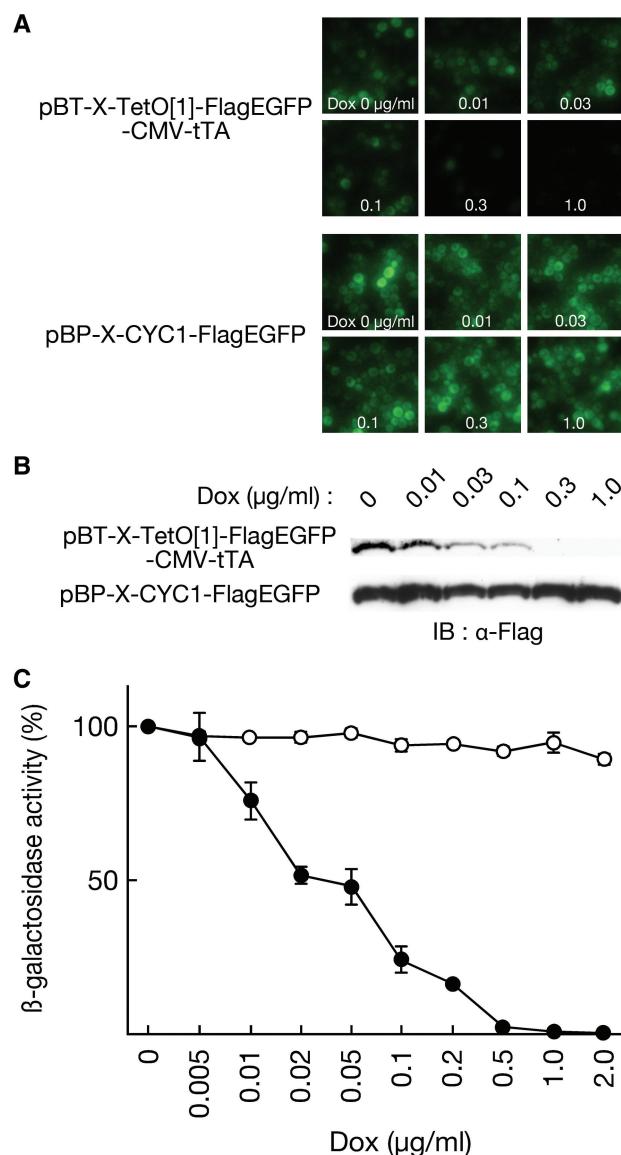 A
pBT-X-TetO[1]-FlagEGFP
-CMV-tTA
Dox 0 µg/ml
0.01
0.03
0.1
0.3
1.0
pBP-X-CYC1-FlagEGFP
Dox 0 µg/ml
0.01
0.03
0.1
0.3
1.0
B
Dox (µg/ml) : 0 0.01 0.03 0.1 0.3 1.0
pBT-X-TetO[1]-FlagEGFP
-CMV-tTA
pBP-X-CYC1-FlagEGFP
IB : α-Flag
C
ß-galactosidase activity (%)
100
50
0 0.005 0.01 0.02 0.05 0.1 0.2 0.5 1.0 2.0
Dox (µg/ml)